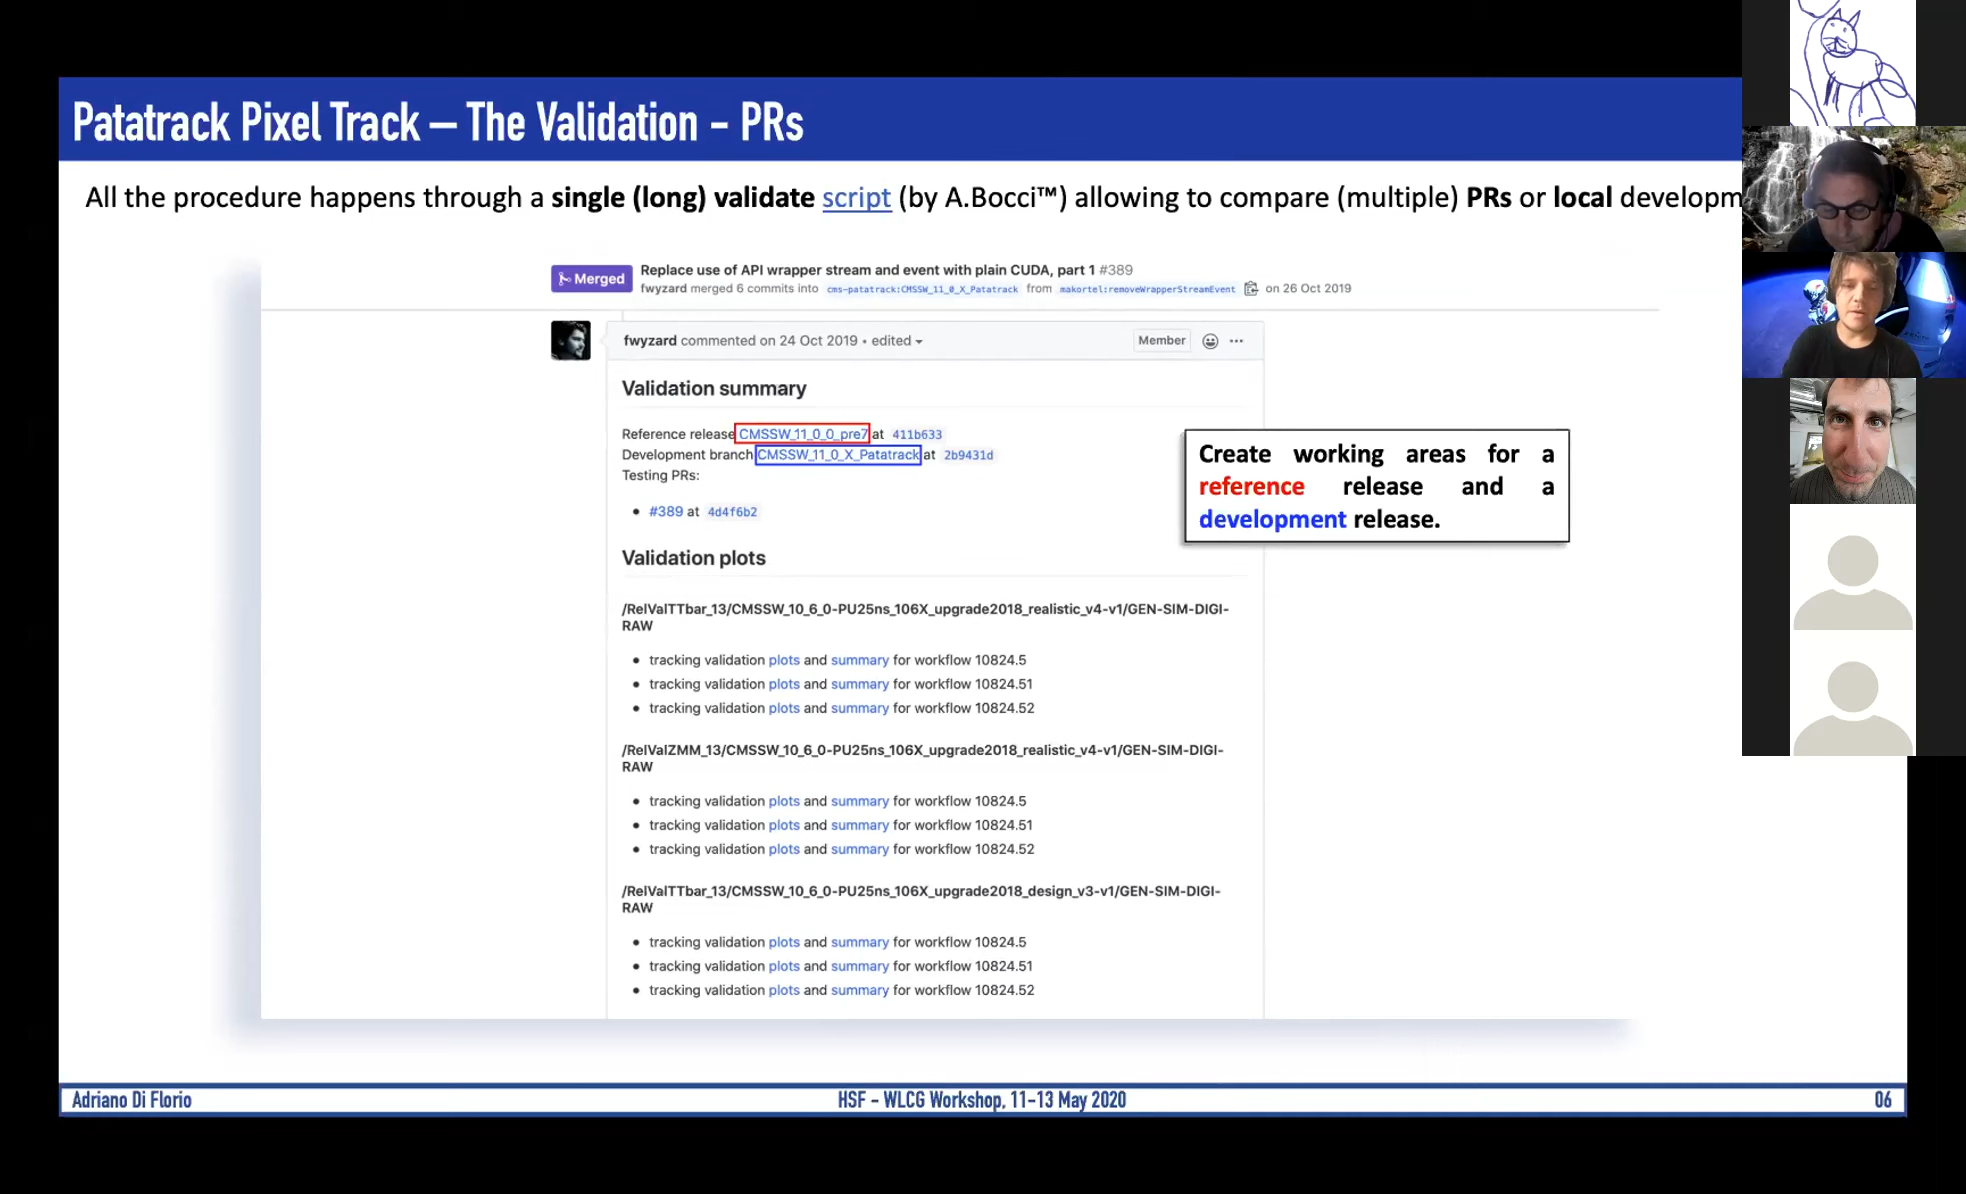 Patatrack Pixel Track – The Validation - PRs
All the procedure happens through a single (long) validate script (by A.Bocci™) allowing to compare (multiple) PRs or local developm
Merged
Replace use of API wrapper stream and event with plain CUDA, part 1 #389
fwyzard merged 6 commits into cms-patatrack:CMSSW_11_0_X_Patatrack from makortel:removeWrapperStreamEvent on 26 Oct 2019
fwyzard commented on 24 Oct 2019 • edited
Member
Validation summary
Reference release CMSSW_11_0_0_pre7 at 411b633
Development branch CMSSW_11_0_X_Patatrack at 2b9431d
Testing PRs:
• #389 at 4d4f6b2
Create working areas for a
reference release and a
development release.
Validation plots
/RelValTTbar_13/CMSSW_10_6_0-PU25ns_106X_upgrade2018_realistic_v4-v1/GEN-SIM-DIGI-
RAW
• tracking validation plots and summary for workflow 10824.5
• tracking validation plots and summary for workflow 10824.51
• tracking validation plots and summary for workflow 10824.52
/RelValZMM_13/CMSSW_10_6_0-PU25ns_106X_upgrade2018_realistic_v4-v1/GEN-SIM-DIGI-
RAW
• tracking validation plots and summary for workflow 10824.5
• tracking validation plots and summary for workflow 10824.51
• tracking validation plots and summary for workflow 10824.52
/RelValTTbar_13/CMSSW_10_6_0-PU25ns_106X_upgrade2018_design_v3-v1/GEN-SIM-DIGI-
RAW
• tracking validation plots and summary for workflow 10824.5
• tracking validation plots and summary for workflow 10824.51
• tracking validation plots and summary for workflow 10824.52
Adriano Di Florio
HSF - WLCG Workshop, 11-13 May 2020
06